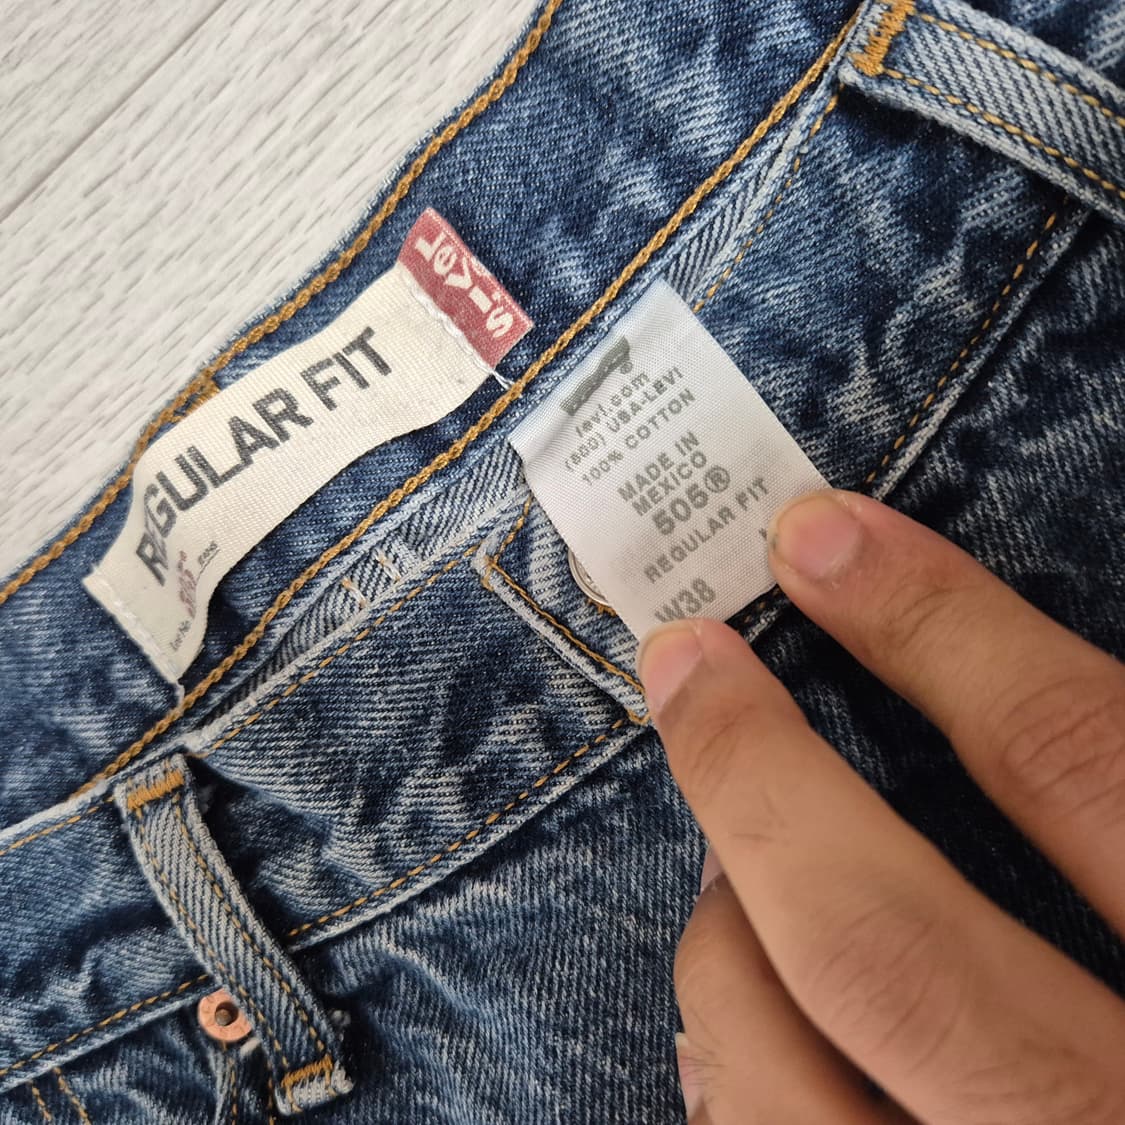 Levi's
REGULAR FIT
levi.com
(800) USA-LEVI
100% COTTON
MADE IN
MEXICO
505®
REGULAR FIT
W38